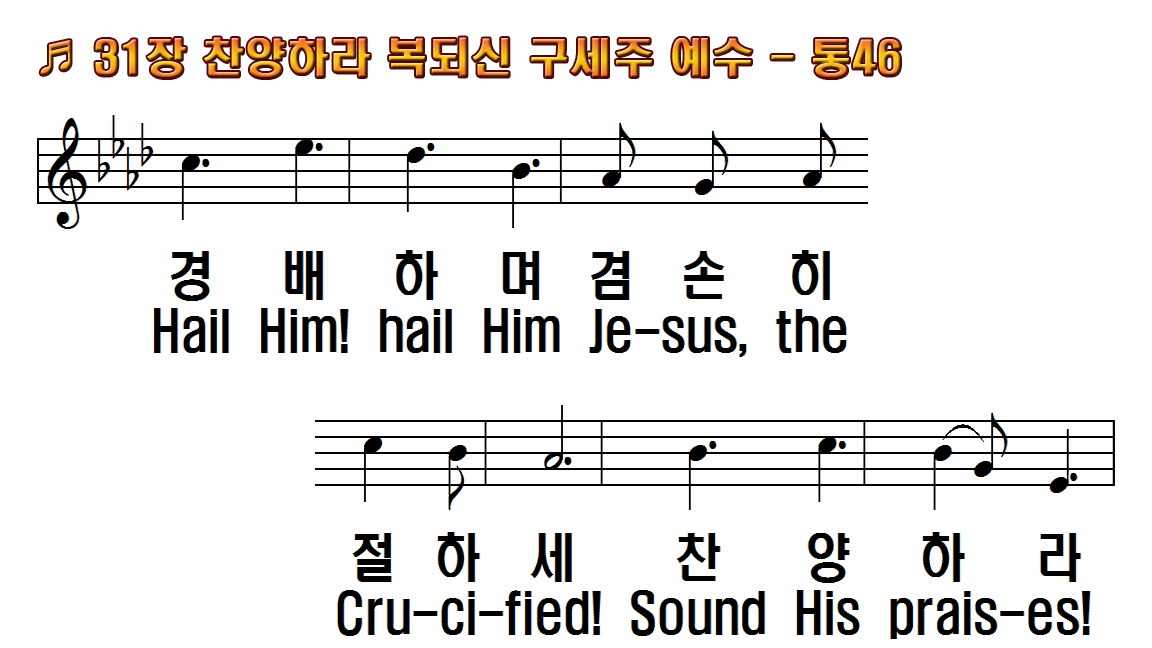 ♬ 31장 찬양하라 복되신 구세주 예수 - 통46
경 배 하 며 겸 손 히
Hail Him! hail Him Je-sus, the
절 하 세 찬 양 하 라
Cru-ci-fied! Sound His prais-es!